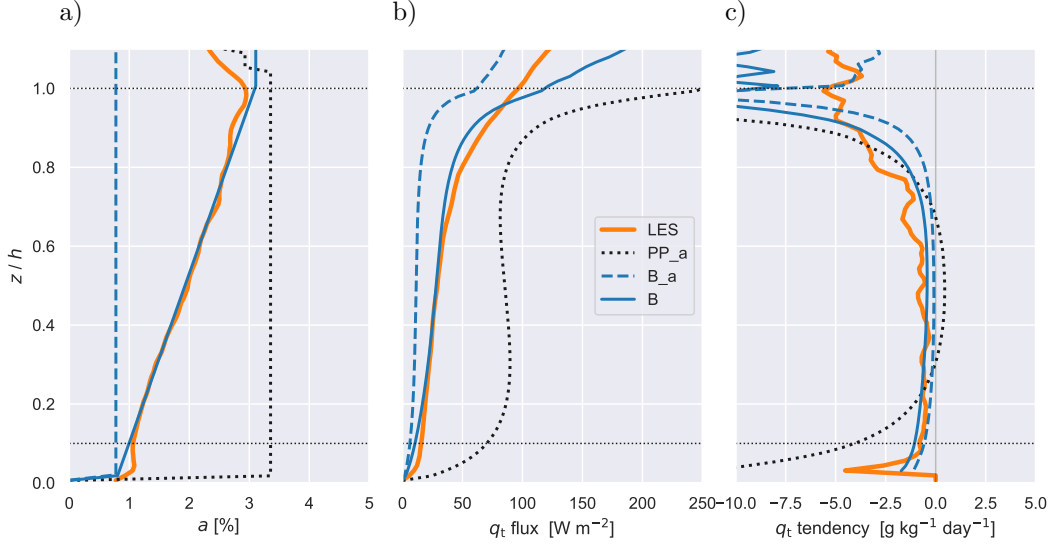 a) b) c)
1.0
0.8
0.6
0.4
0.2
0.0
z / h
0 1 2 3 4 5
a [%]
LES
PP_a
B_a
B
0 50 100 150 200 250
qt flux [W m⁻²]
-10.0 -7.5 -5.0 -2.5 0.0 2.5 5.0
qt tendency [g kg⁻¹ day⁻¹]